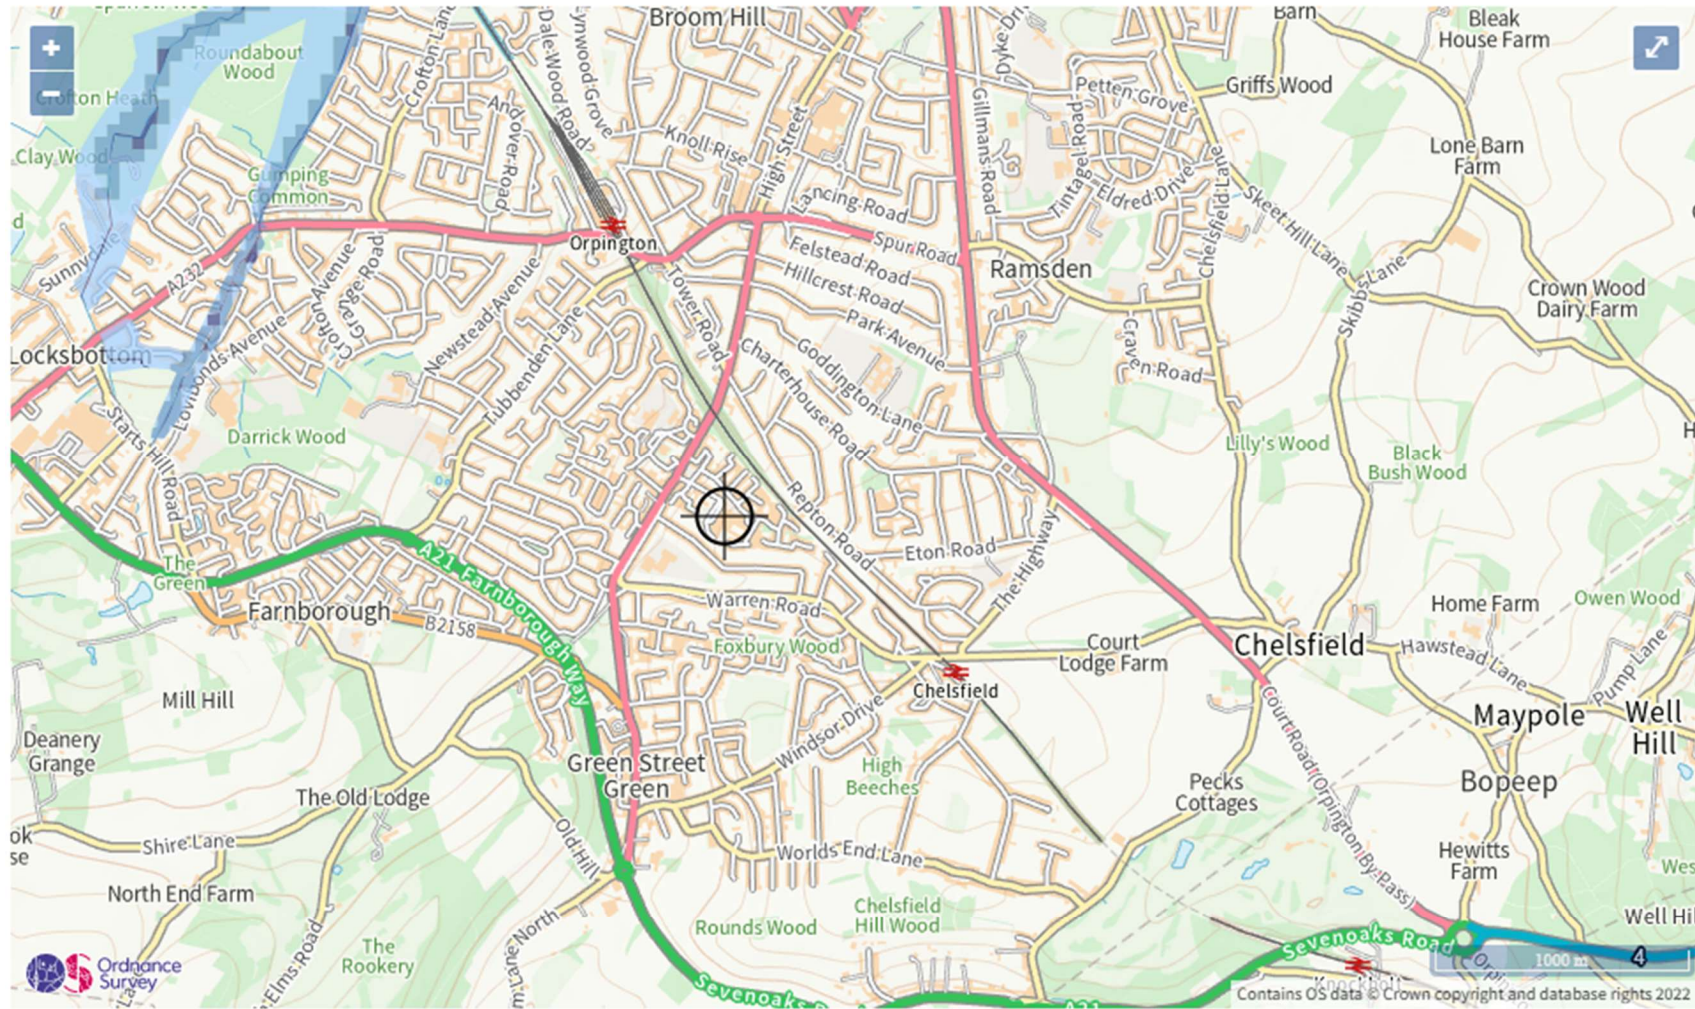 Broom Hill
Barn
Bleak
House Farm
+
−
Roundabout
Wood
Crofton Lane
Dale Wood Road
Lynwood Grove
Crofton Heath
Andover Road
Knoll Rise
High Street
Gillmans Road
Petten Grove
Griffs Wood
Tintagel Road
Eldred Drive
Chelsfield Lane
Lone Barn
Farm
Clay Wood
Gumping
Common
Lancing Road
Skeet Hill Lane
Orpington
Spur Road
Felstead Road
Hillcrest Road
Park Avenue
Ramsden
Skibbs Lane
Crown Wood
Dairy Farm
A232
Crofton Avenue
Grange Road
Newstead Avenue
Tower Road
Locksbottom
Lovibonds Avenue
Tubbenden Lane
Charterhouse Road
Goddington Lane
Craven Road
Starts Hill Road
Darrick Wood
Lilly's Wood
Black
Bush Wood
Repton Road
Eton Road
The Highway
The
Green
A21 Farnborough Way
Farnborough
B2158
Warren Road
Foxbury Wood
Court
Lodge Farm
Chelsfield
Home Farm
Owen Wood
Hawstead Lane
Pump Lane
Mill Hill
Chelsfield
Windsor Drive
Maypole
Well
Hill
Deanery
Grange
Green Street
Green
High
Beeches
Pecks
Cottages
Bopeep
The Old Lodge
Court Road (Orpington By-Pass)
Shire Lane
Old Hill
Worlds End Lane
Hewitts
Farm
North End Farm
Rounds Wood
Chelsfield
Hill Wood
The
Rookery
Sevenoaks Road
Ordnance
Survey
4
1000 m
Knockholt
A21
Contains OS data © Crown copyright and database rights 2022